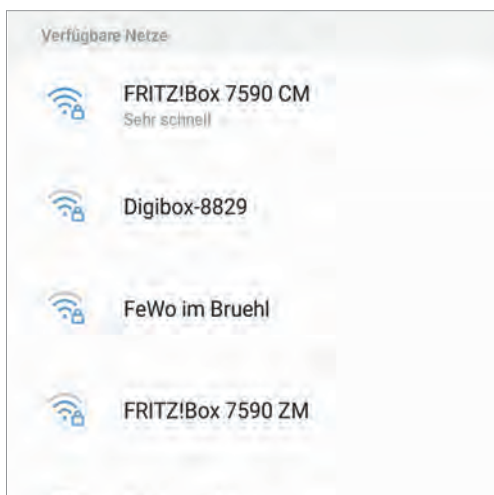 Verfügbare Netze
FRITZ!Box 7590 CM
Sehr schnell
Digibox-8829
FeWo im Bruehl
FRITZ!Box 7590 ZM